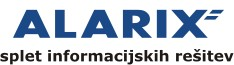 ALARIX
splet informacijskih rešitev